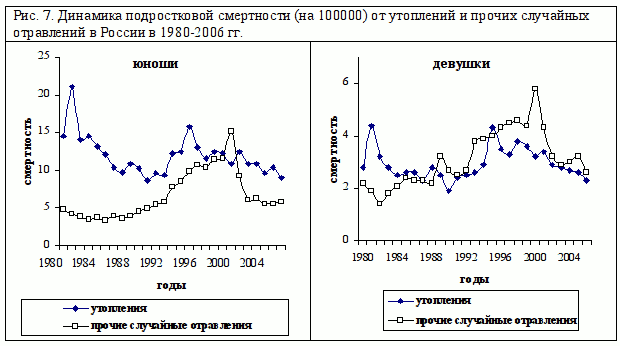 Рис. 7. Динамика подростковой смертности (на 100000) от утоплений и прочих случайных
отравлений в России в 1980-2006 гг.
юноши
25
20
15
10
5
0
смертность
1980 1984 1988 1992 1996 2000 2004
годы
утопления
прочие случайные отравления
девушки
6
4
2
0
смертность
1980 1984 1988 1992 1996 2000 2004
годы
утопления
прочие случайные отравления